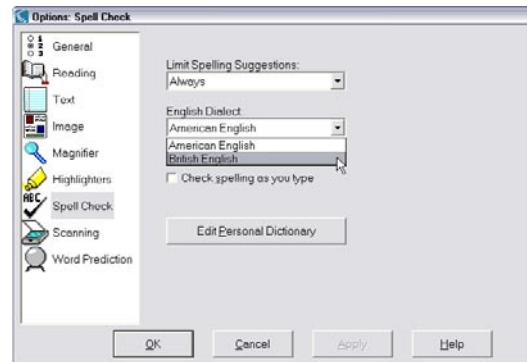 Options: Spell Check
General
Reading
Text
Image
Magnifier
Highlighters
ABC
Spell Check
Scanning
Word Prediction
Limit Spelling Suggestions:
Always
English Dialect:
American English
American English
British English
Check spelling as you type
Edit Personal Dictionary
OK
Cancel
Apply
Help